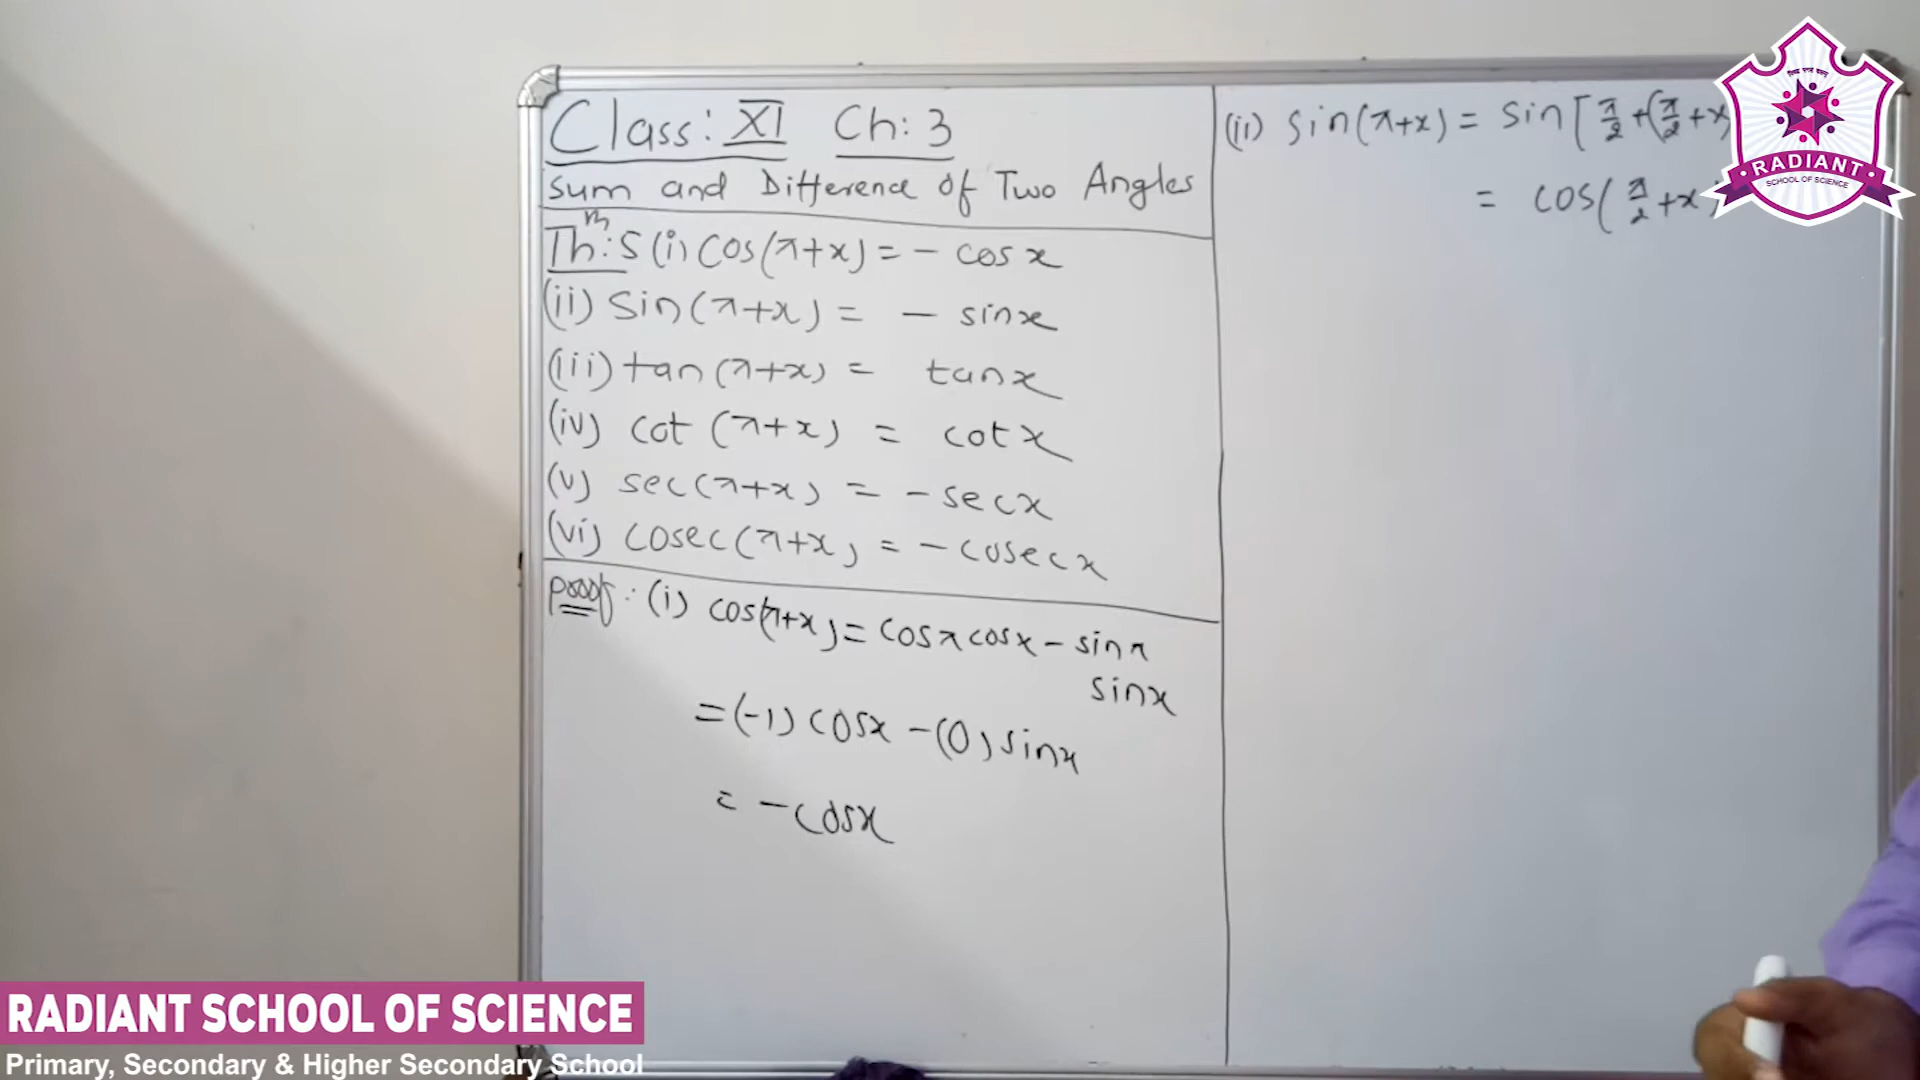 Class: XI Ch: 3
Sum and Difference of Two Angles
Thm: 5 (i) Cos(π+x) = - cos x
(ii) Sin(π+x) = - sinx
(iii) tan(π+x) = tanx
(iv) cot (π+x) = cotx
(v) sec(π+x) = -secx
(vi) cosec(π+x) = -cosecx
Proof: (i) cos(π+x) = cosπ cosx - sinπ
sinx
= (-1) cosx - (0) sinx
= -cosx
(ii) sin(π+x) = sin[π/2+(π/2+x
= cos(π/2+x)
RADIANT
SCHOOL OF SCIENCE
RADIANT SCHOOL OF SCIENCE
Primary, Secondary & Higher Secondary School